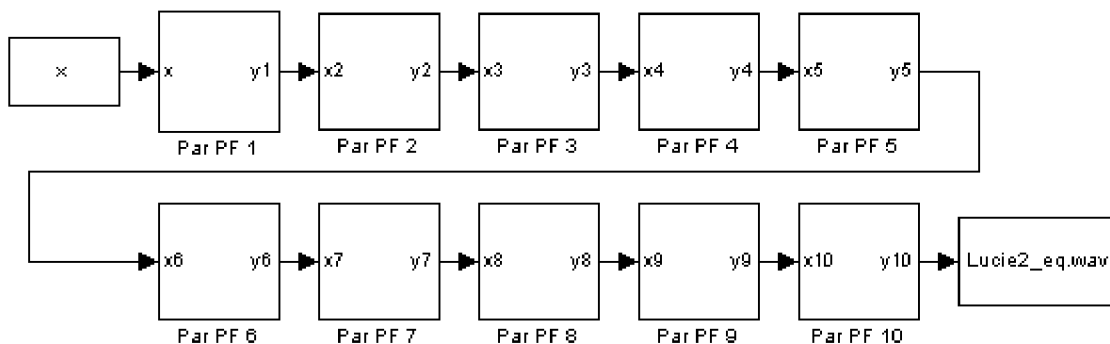 x
x y1
x2 y2
x3 y3
x4 y4
x5 y5
Par PF 1
Par PF 2
Par PF 3
Par PF 4
Par PF 5
x6 y6
x7 y7
x8 y8
x9 y9
x10 y10
Lucie2_eq.wav
Par PF 6
Par PF 7
Par PF 8
Par PF 9
Par PF 10